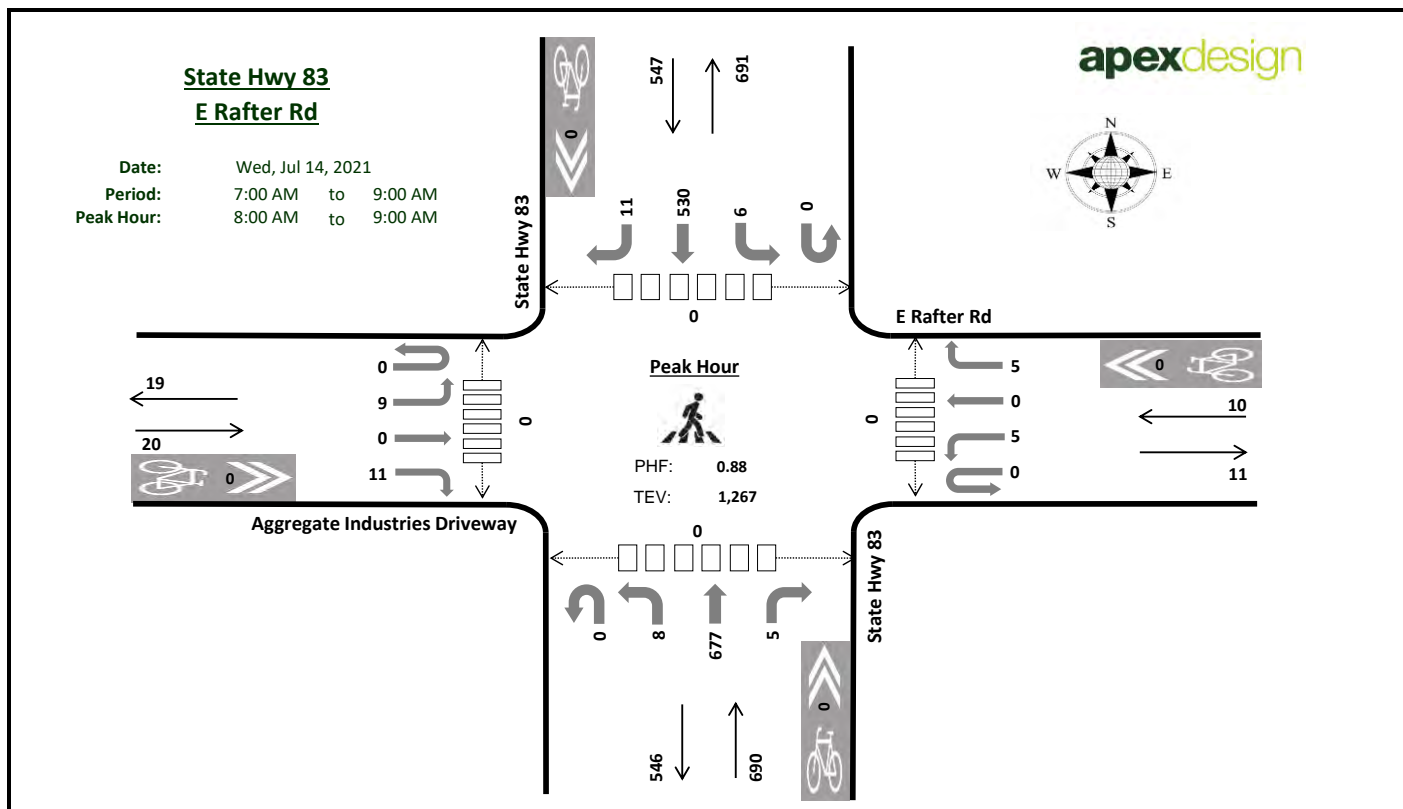 State Hwy 83
E Rafter Rd
Date: Wed, Jul 14, 2021
Period: 7:00 AM to 9:00 AM
Peak Hour: 8:00 AM to 9:00 AM
apexdesign
N
W E
S
547
691
0
State Hwy 83
11
530
6
0
0
E Rafter Rd
0
9
0
11
19
20
0
0
Aggregate Industries Driveway
Peak Hour
PHF: 0.88
TEV: 1,267
0
0
5
0
5
0
0
10
11
State Hwy 83
0
8
677
5
0
546
690